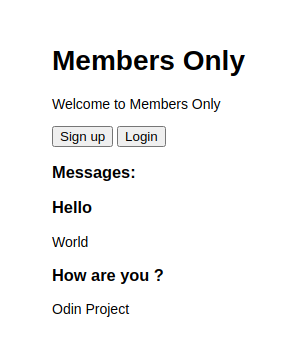 Members Only
Welcome to Members Only
Sign up Login
Messages:
Hello
World
How are you ?
Odin Project